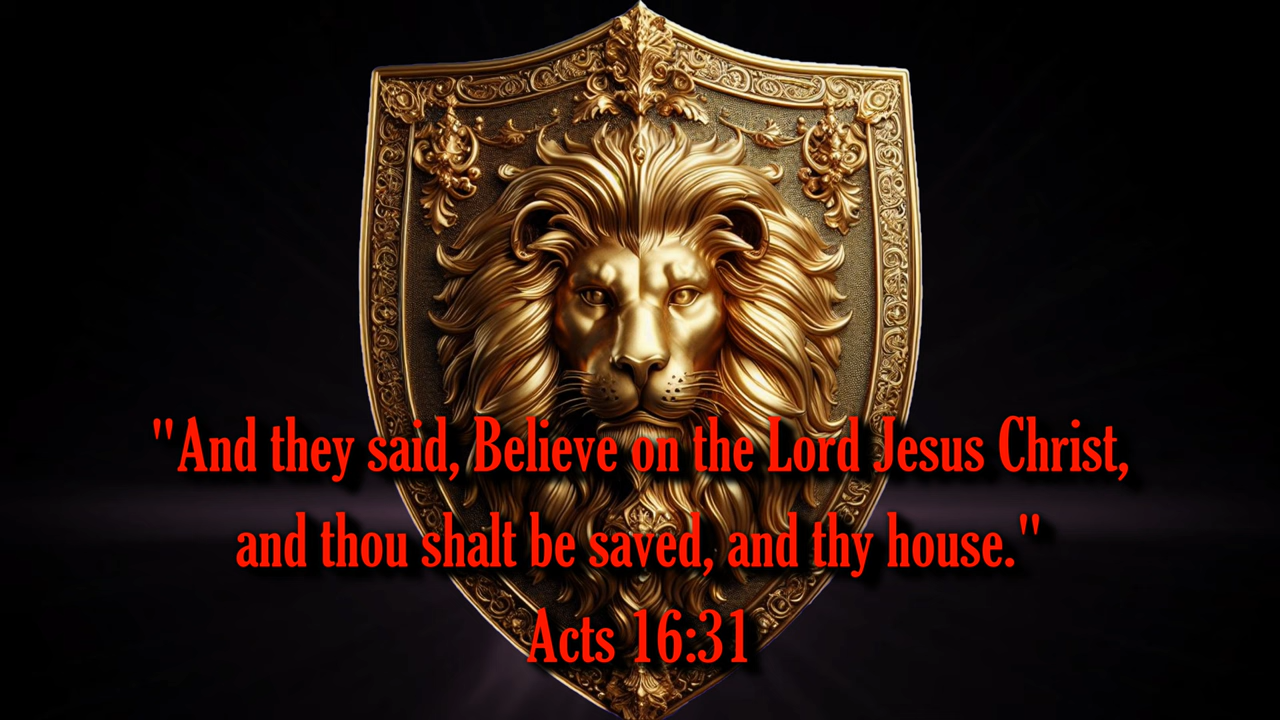 "And they said, Believe on the Lord Jesus Christ,
and thou shalt be saved, and thy house."
Acts 16:31